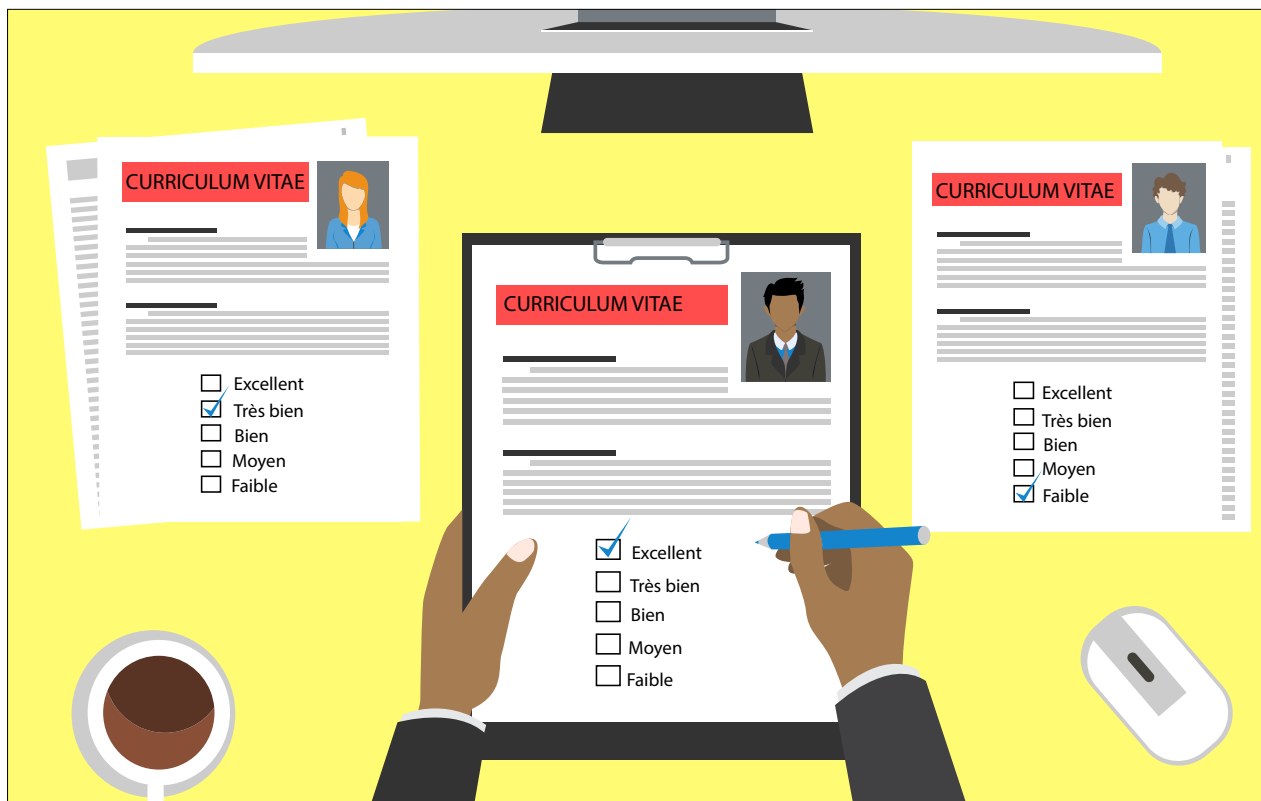 CURRICULUM VITAE
Excellent
Très bien
Bien
Moyen
Faible
CURRICULUM VITAE
Excellent
Très bien
Bien
Moyen
Faible
CURRICULUM VITAE
Excellent
Très bien
Bien
Moyen
Faible